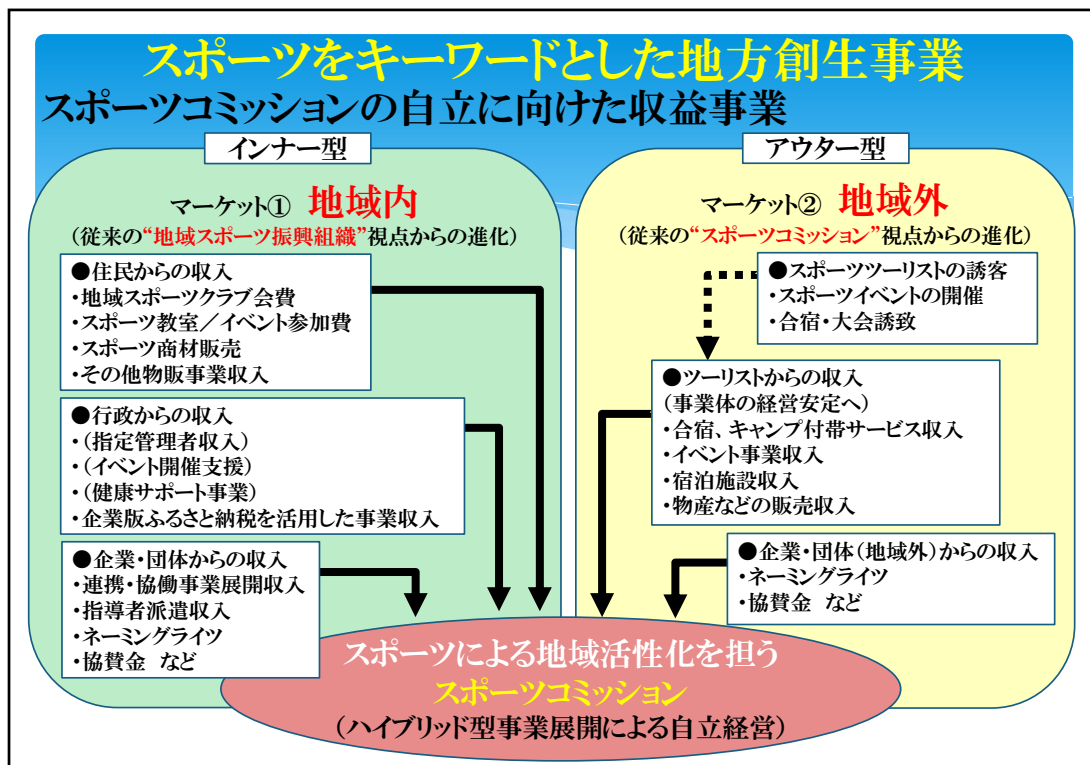 スポーツをキーワードとした地方創生事業
スポーツコミッションの自立に向けた収益事業
インナー型
マーケット① 地域内
(従来の“地域スポーツ振興組織”視点からの進化)
●住民からの収入
・地域スポーツクラブ会費
・スポーツ教室／イベント参加費
・スポーツ商材販売
・その他物販事業収入
●行政からの収入
・(指定管理者収入)
・(イベント開催支援)
・(健康サポート事業)
・企業版ふるさと納税を活用した事業収入
●企業・団体からの収入
・連携・協働事業展開収入
・指導者派遣収入
・ネーミングライツ
・協賛金 など
アウター型
マーケット② 地域外
(従来の“スポーツコミッション”視点からの進化)
●スポーツツーリストの誘客
・スポーツイベントの開催
・合宿・大会誘致
●ツーリストからの収入
(事業体の経営安定へ)
・合宿、キャンプ付帯サービス収入
・イベント事業収入
・宿泊施設収入
・物産などの販売収入
●企業・団体(地域外)からの収入
・ネーミングライツ
・協賛金 など
スポーツによる地域活性化を担う
スポーツコミッション
(ハイブリッド型事業展開による自立経営)